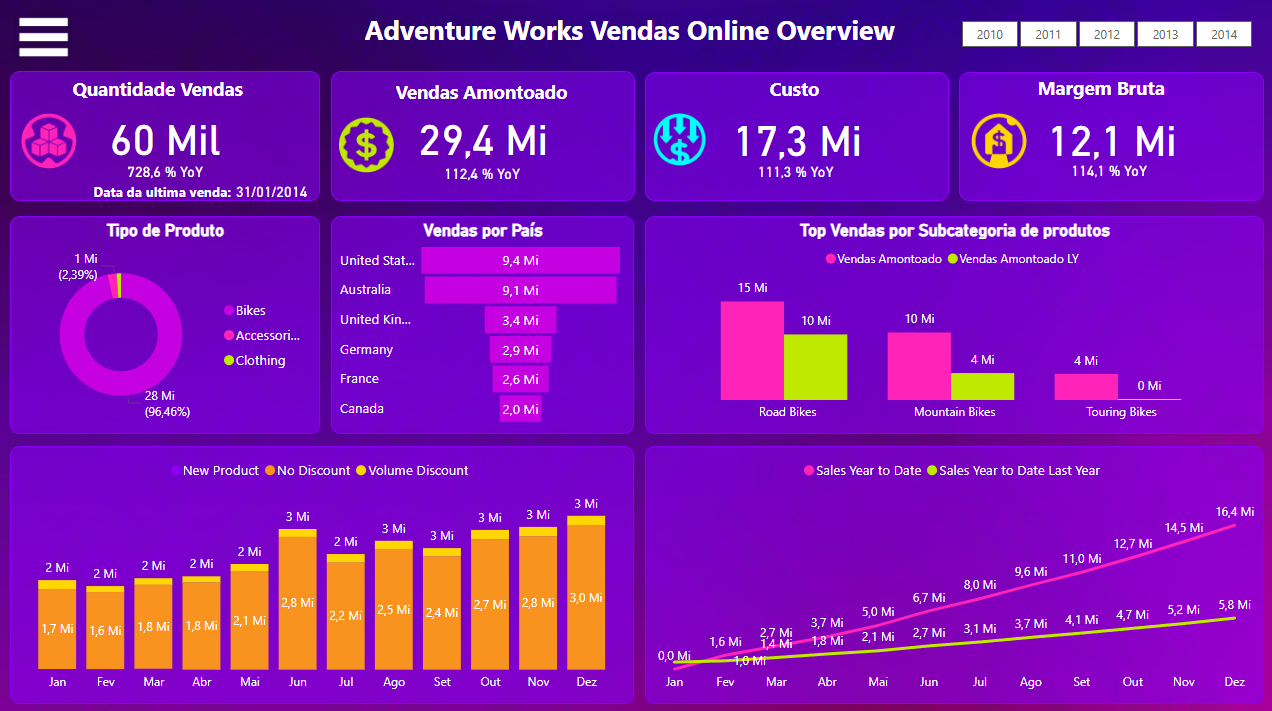 Adventure Works Vendas Online Overview
2010 2011 2012 2013 2014
Quantidade Vendas
60 Mil
728,6 % YoY
Data da ultima venda: 31/01/2014
Vendas Amontoado
29,4 Mi
112,4 % YoY
Custo
17,3 Mi
111,3 % YoY
Margem Bruta
12,1 Mi
114,1 % YoY
Tipo de Produto
1 Mi
(2,39%)
28 Mi
(96,46%)
Bikes
Accessori...
Clothing
Vendas por País
United Stat... 9,4 Mi
Australia 9,1 Mi
United Kin... 3,4 Mi
Germany 2,9 Mi
France 2,6 Mi
Canada 2,0 Mi
Top Vendas por Subcategoria de produtos
Vendas Amontoado Vendas Amontoado LY
15 Mi 10 Mi 10 Mi 4 Mi 4 Mi 0 Mi
Road Bikes Mountain Bikes Touring Bikes
New Product No Discount Volume Discount
2 Mi 2 Mi 2 Mi 2 Mi 2 Mi 3 Mi 2 Mi 3 Mi 3 Mi 3 Mi 3 Mi 3 Mi
1,7 Mi 1,6 Mi 1,8 Mi 1,8 Mi 2,1 Mi 2,8 Mi 2,2 Mi 2,5 Mi 2,4 Mi 2,7 Mi 2,8 Mi 3,0 Mi
Jan Fev Mar Abr Mai Jun Jul Ago Set Out Nov Dez
Sales Year to Date Sales Year to Date Last Year
0,0 Mi 1,6 Mi 2,7 Mi 3,7 Mi 5,0 Mi 6,7 Mi 8,0 Mi 9,6 Mi 11,0 Mi 12,7 Mi 14,5 Mi 16,4 Mi
1,0 Mi 1,4 Mi 1,8 Mi 2,1 Mi 2,7 Mi 3,1 Mi 3,7 Mi 4,1 Mi 4,7 Mi 5,2 Mi 5,8 Mi
Jan Fev Mar Abr Mai Jun Jul Ago Set Out Nov Dez